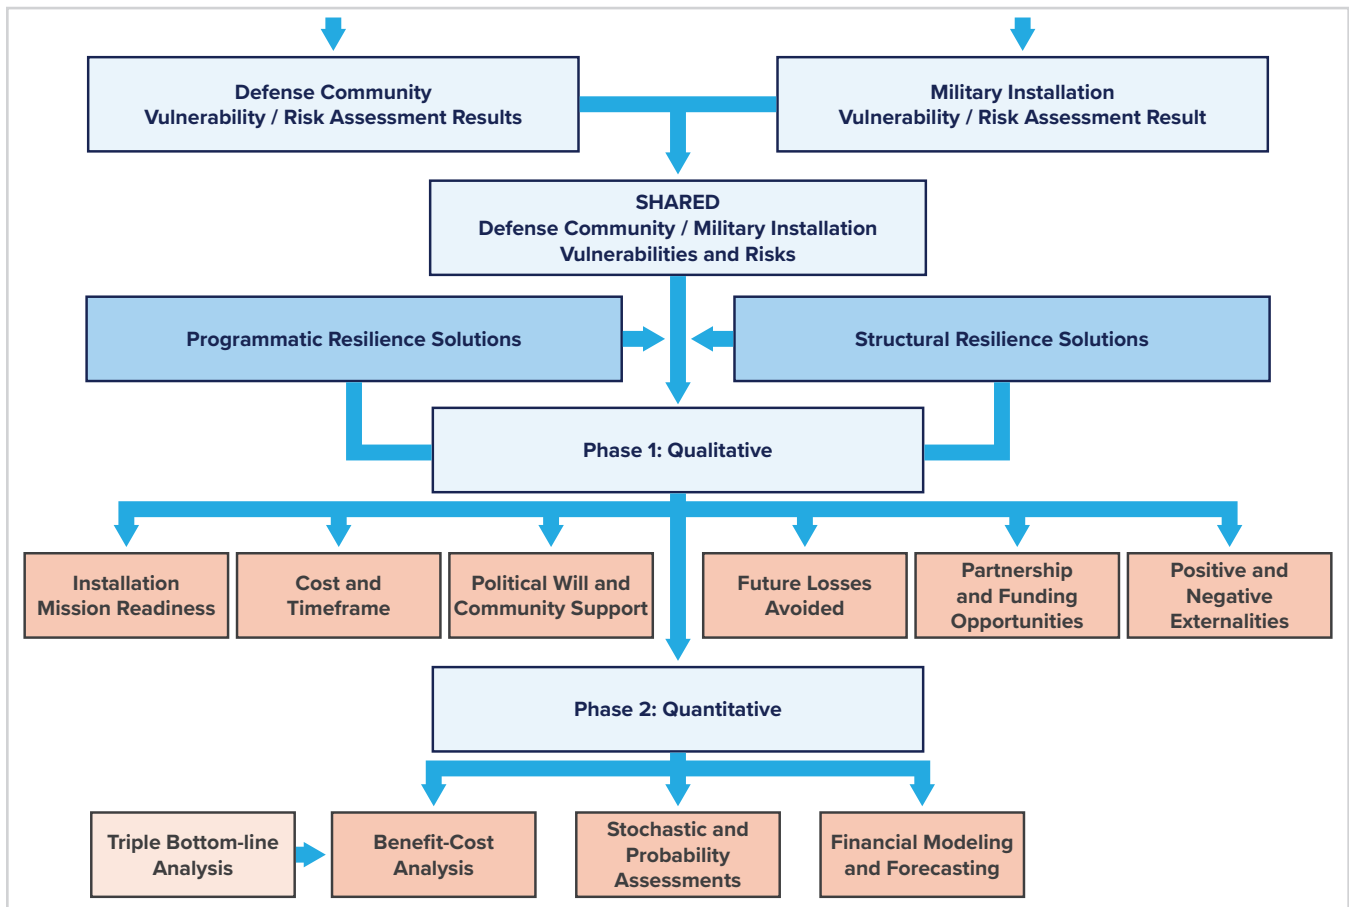 Defense Community
Vulnerability / Risk Assessment Results
Military Installation
Vulnerability / Risk Assessment Result
SHARED
Defense Community / Military Installation
Vulnerabilities and Risks
Programmatic Resilience Solutions
Structural Resilience Solutions
Phase 1: Qualitative
Installation
Mission Readiness
Cost and
Timeframe
Political Will and
Community Support
Future Losses
Avoided
Partnership
and Funding
Opportunities
Positive and
Negative
Externalities
Phase 2: Quantitative
Triple Bottom-line
Analysis
Benefit-Cost
Analysis
Stochastic and
Probability
Assessments
Financial Modeling
and Forecasting